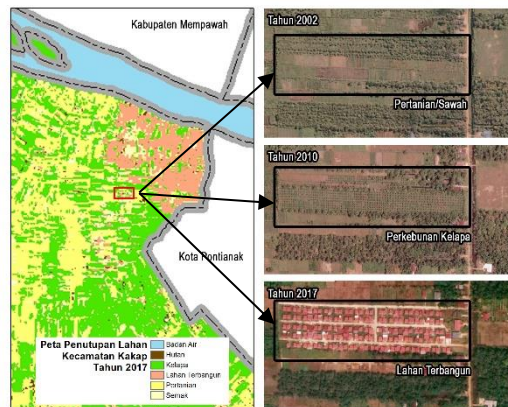 Kabupaten Mempawah
Kota Pontianak
Peta Penutupan Lahan
Kecamatan Kakap
Tahun 2017
Badan Air
Hutan
Kelapa
Lahan Terbangun
Pertanian
Semak
Tahun 2002
Pertanian/Sawah
Tahun 2010
Perkebunan Kelapa
Tahun 2017
Lahan Terbangun